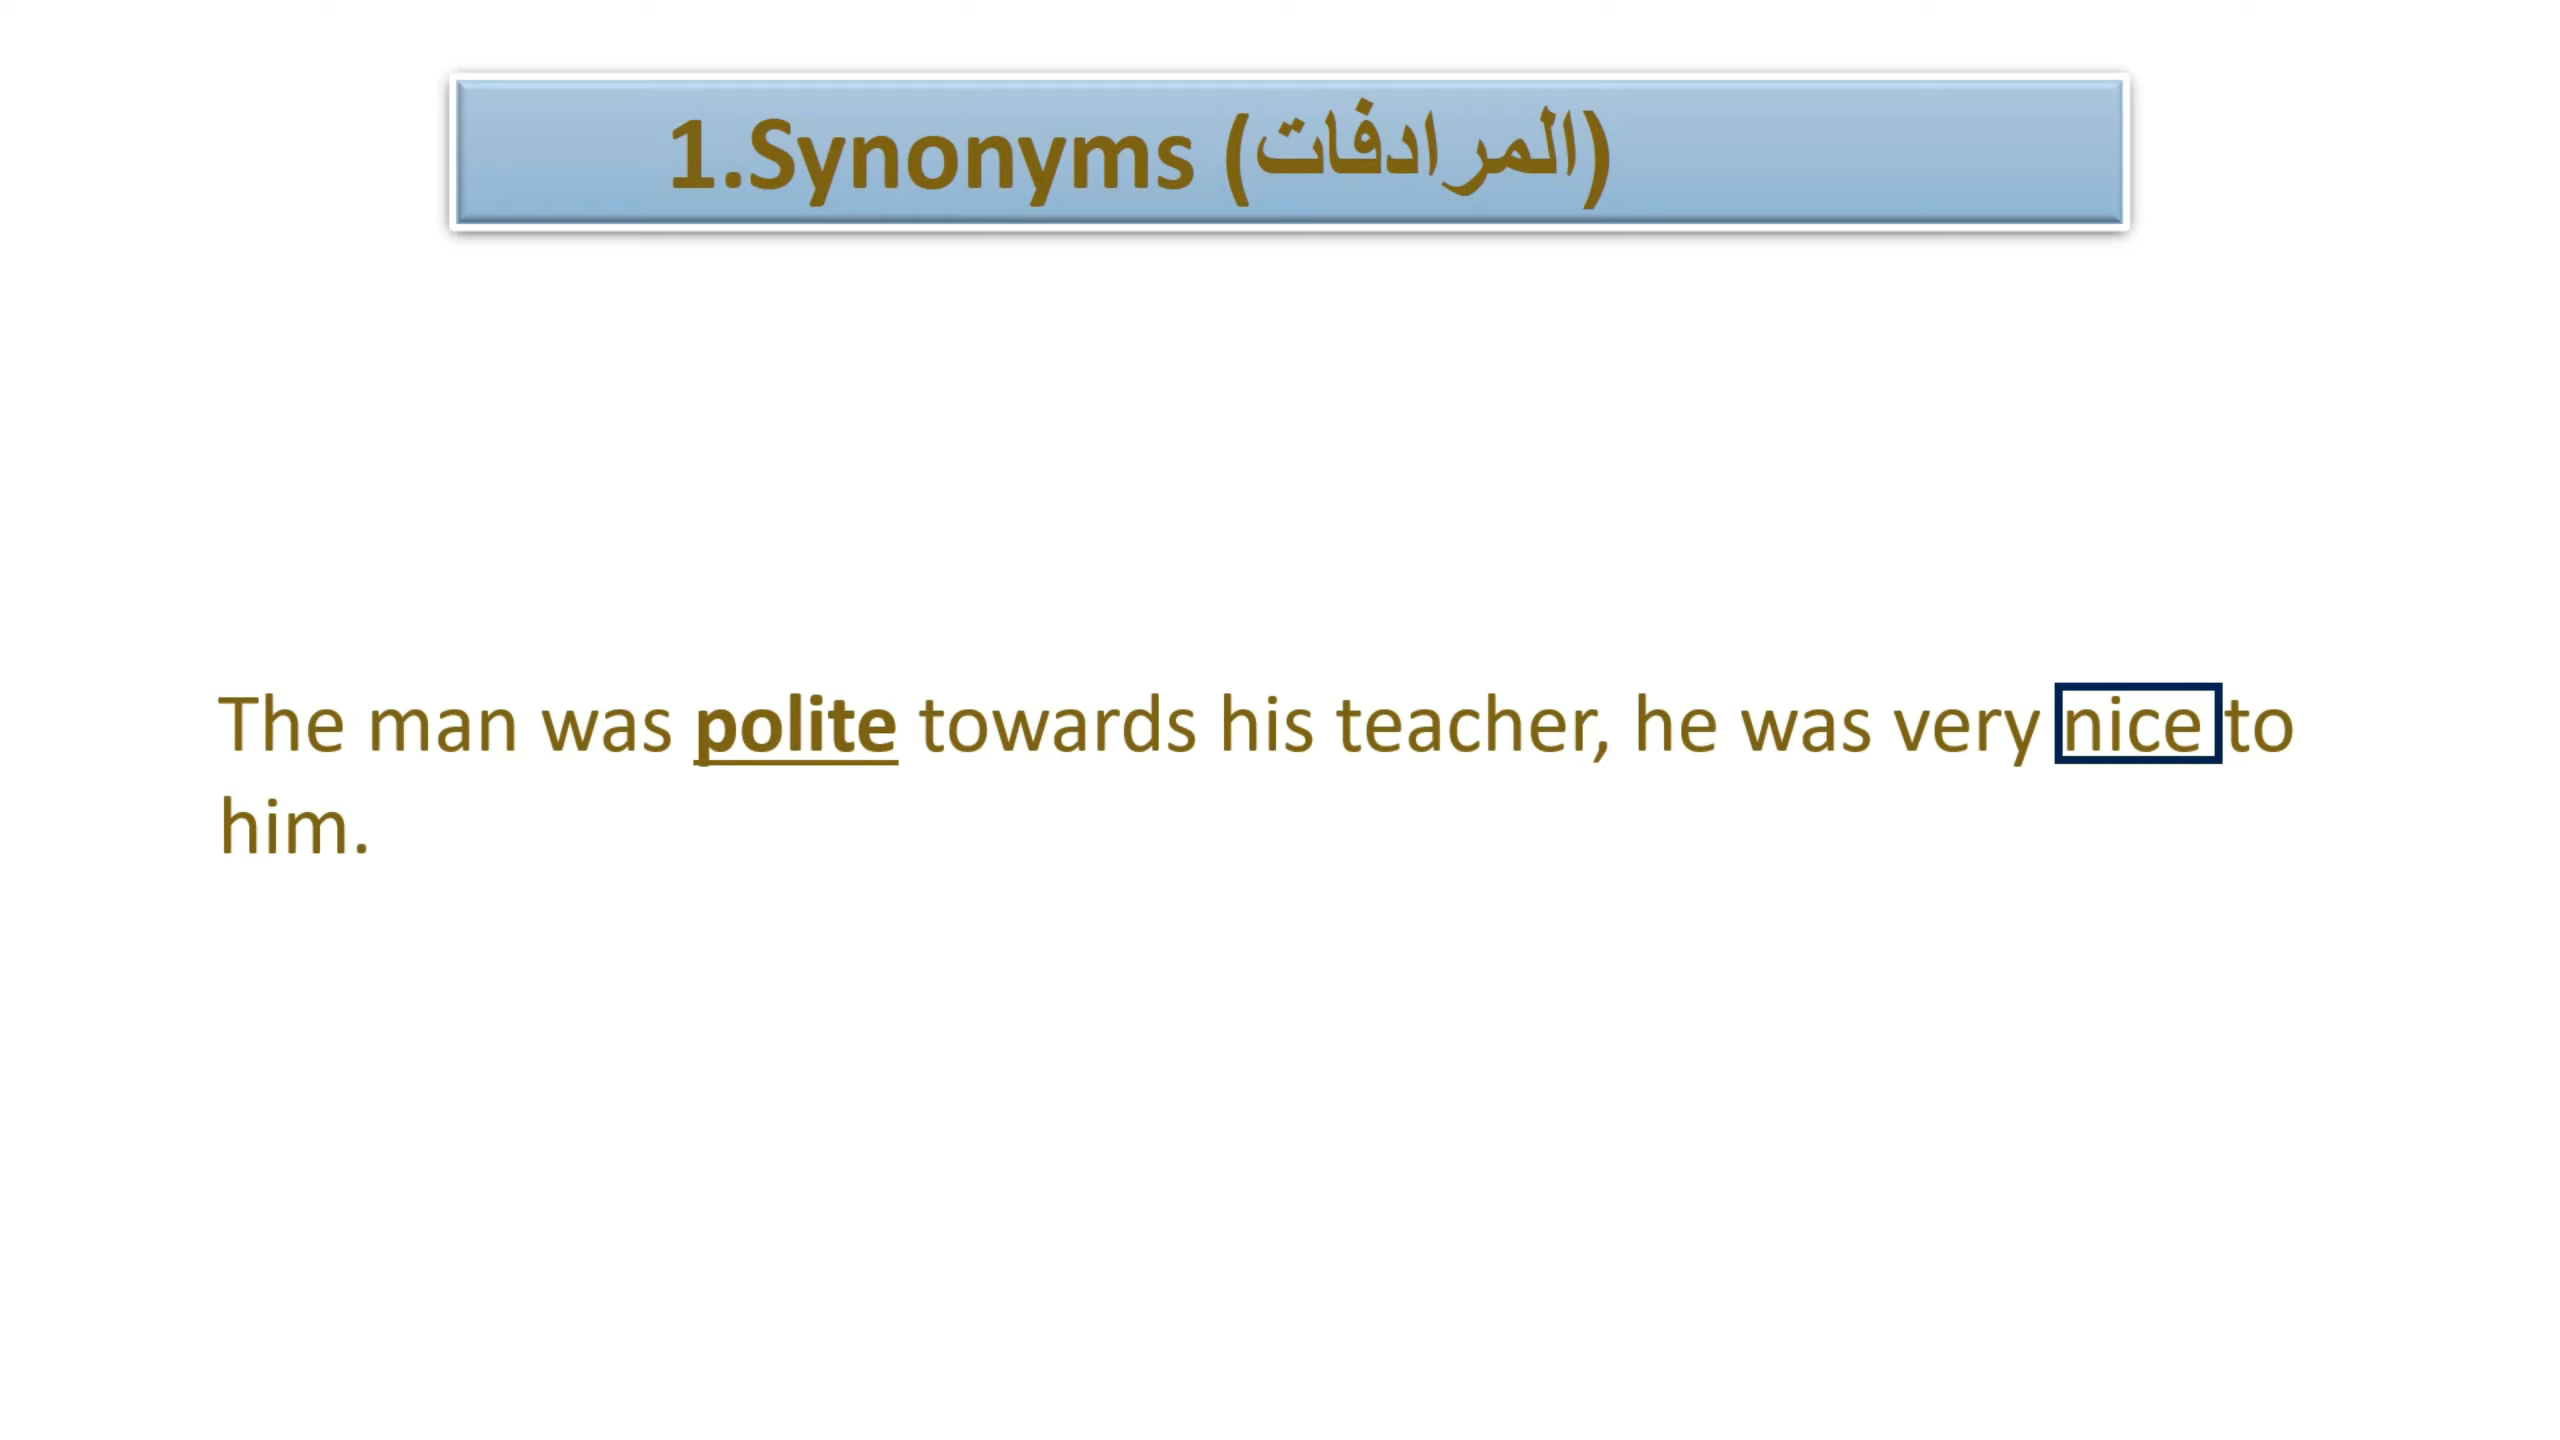 1.Synonyms (المرادفات)
The man was polite towards his teacher, he was very nice to
him.